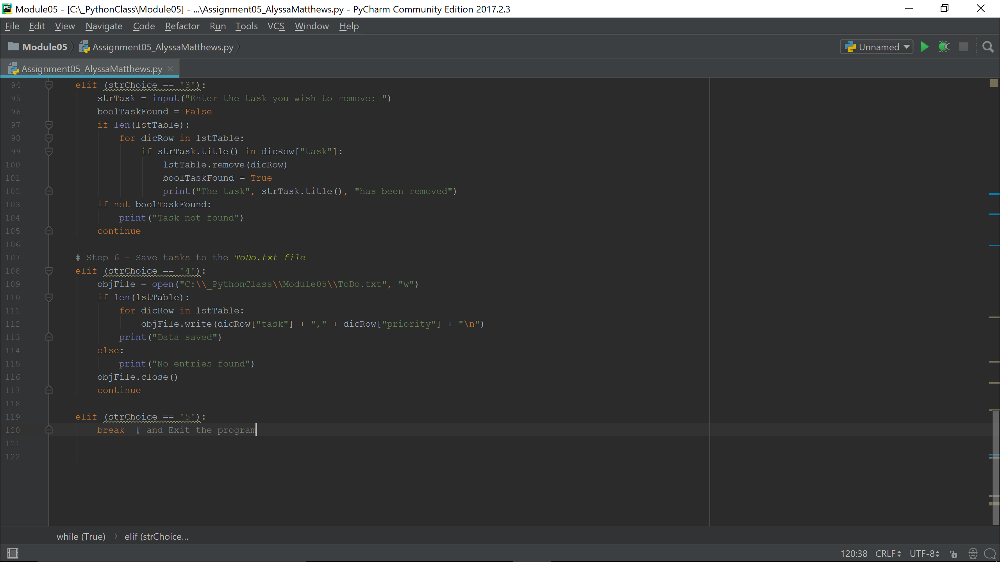 PC Module05 - [C:\_PythonClass\Module05] - ...\Assignment05_AlyssaMatthews.py - PyCharm Community Edition 2017.2.3
File Edit View Navigate Code Refactor Run Tools VCS Window Help
Module05 Assignment05_AlyssaMatthews.py Unnamed
Assignment05_AlyssaMatthews.py
94 elif (strChoice == '3'):
95 strTask = input("Enter the task you wish to remove: ")
96 boolTaskFound = False
97 if len(lstTable):
98 for dicRow in lstTable:
99 if strTask.title() in dicRow["task"]:
100 lstTable.remove(dicRow)
101 boolTaskFound = True
102 print("The task", strTask.title(), "has been removed")
103 if not boolTaskFound:
104 print("Task not found")
105 continue
106
107 # Step 6 - Save tasks to the ToDo.txt file
108 elif (strChoice == '4'):
109 objFile = open("C:\\_PythonClass\\Module05\\ToDo.txt", "w")
110 if len(lstTable):
111 for dicRow in lstTable:
112 objFile.write(dicRow["task"] + "," + dicRow["priority"] + "\n")
113 print("Data saved")
114 else:
115 print("No entries found")
116 objFile.close()
117 continue
118
119 elif (strChoice == '5'):
120 break  # and Exit the program
121
122
while (True) elif (strChoice...
120:38 CRLF UTF-8